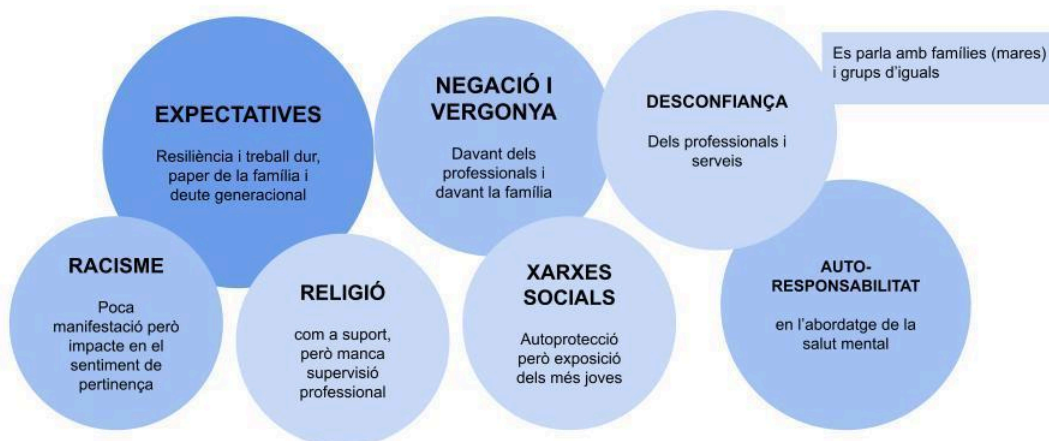 EXPECTATIVES
Resiliència i treball dur,
paper de la família i
deute generacional
NEGACIÓ I
VERGONYA
Davant dels
professionals i
davant la família
DESCONFIANÇA
Dels professionals i
serveis
Es parla amb famílies (mares)
i grups d'iguals
RACISME
Poca
manifestació però
impacte en el
sentiment de
pertinença
RELIGIÓ
com a suport,
però manca
supervisió
professional
XARXES
SOCIALS
Autoprotecció
però exposició
dels més joves
AUTO-
RESPONSABILITAT
en l'abordatge de la
salut mental